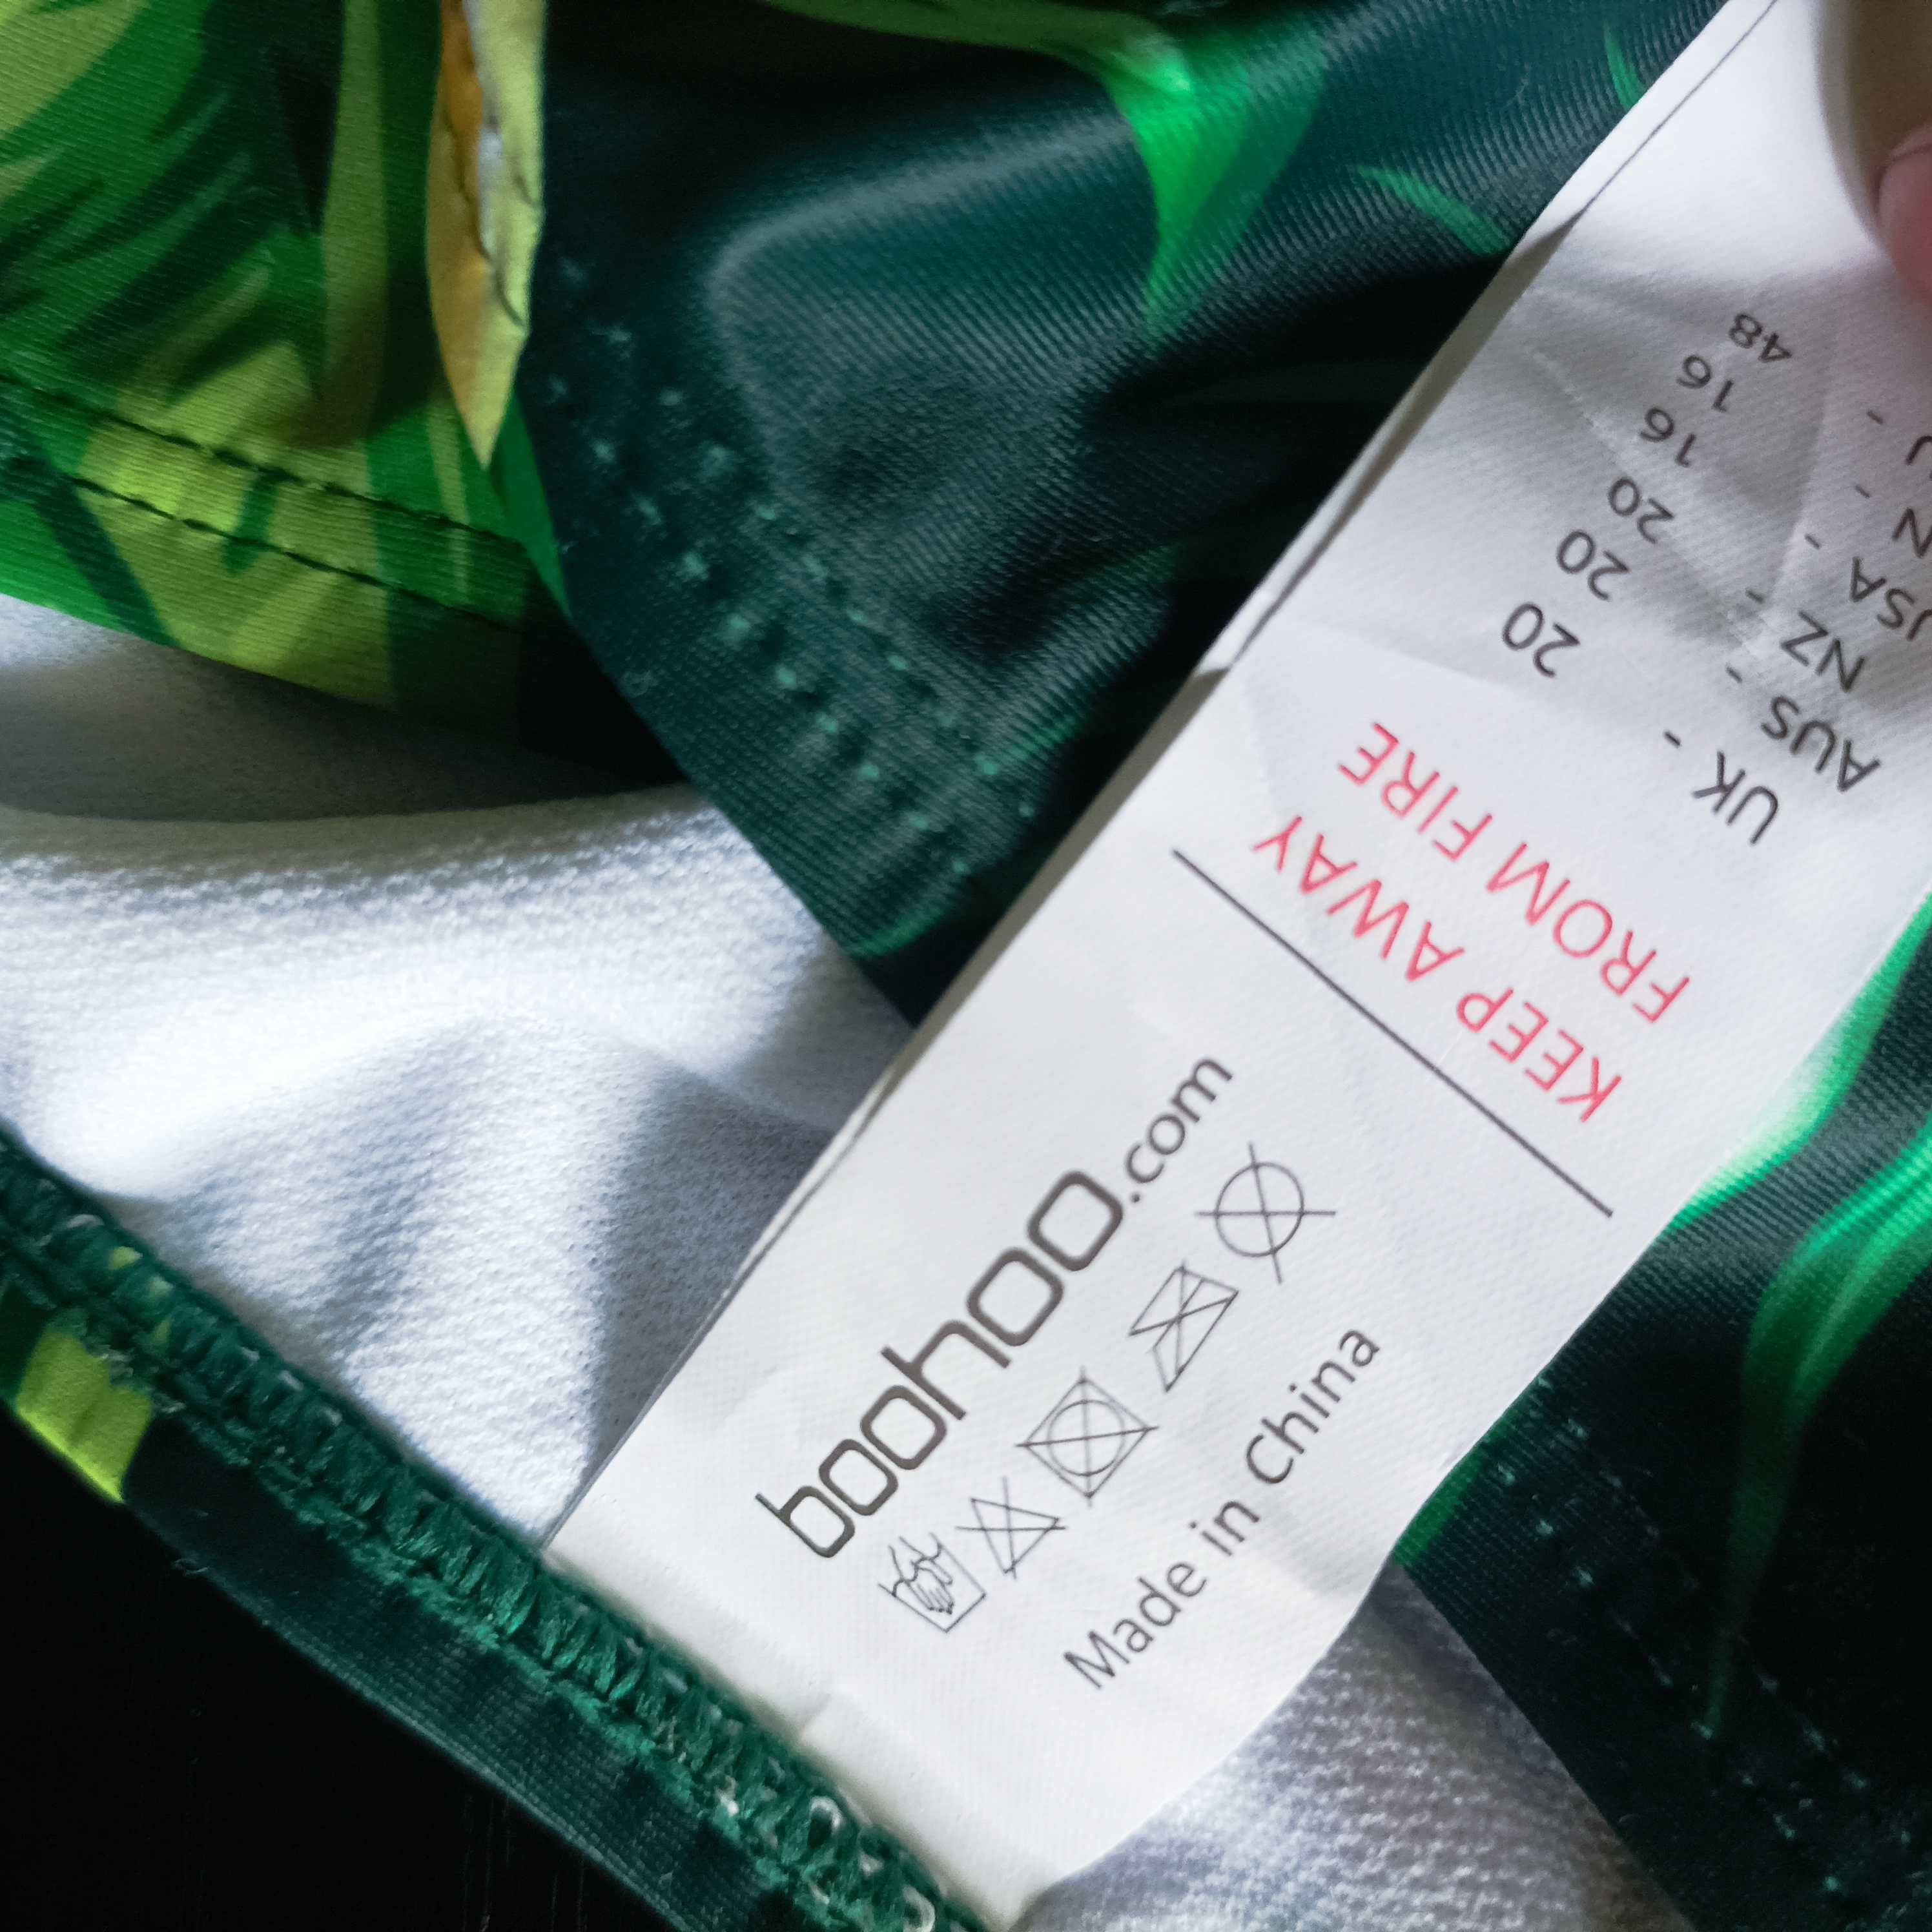 boohoo.com
Made in China
KEEP AWAY
FROM FIRE
UK - 20
AUS - 20
NZ - 20
USA - 16
- 16
- 48